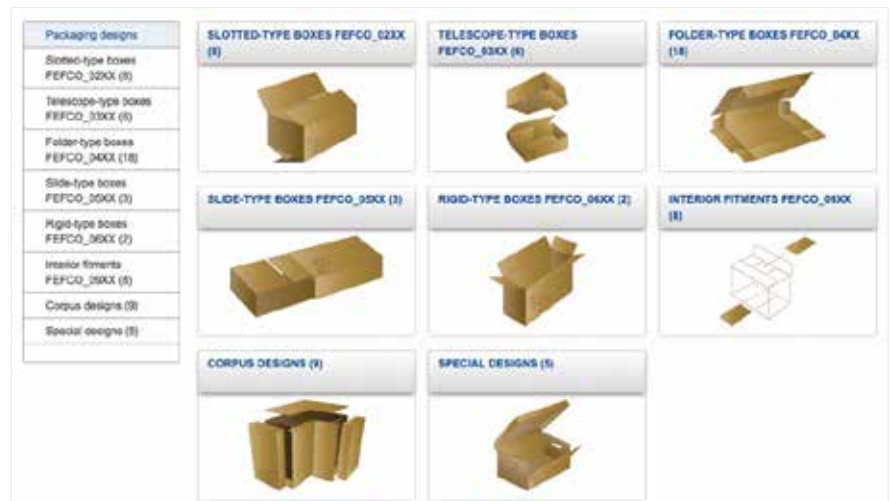 Packaging designs
Slotted-type boxes
FEFCO_02XX (8)
Telescope-type boxes
FEFCO_03XX (6)
Folder-type boxes
FEFCO_04XX (18)
Slide-type boxes
FEFCO_05XX (3)
Rigid-type boxes
FEFCO_06XX (2)
Interior fitments
FEFCO_09XX (8)
Corpus designs (9)
Special designs (5)
SLOTTED-TYPE BOXES FEFCO_02XX
(8)
TELESCOPE-TYPE BOXES
FEFCO_03XX (6)
FOLDER-TYPE BOXES FEFCO_04XX
(18)
SLIDE-TYPE BOXES FEFCO_05XX (3)
RIGID-TYPE BOXES FEFCO_06XX (2)
INTERIOR FITMENTS FEFCO_09XX
(8)
CORPUS DESIGNS (9)
SPECIAL DESIGNS (5)